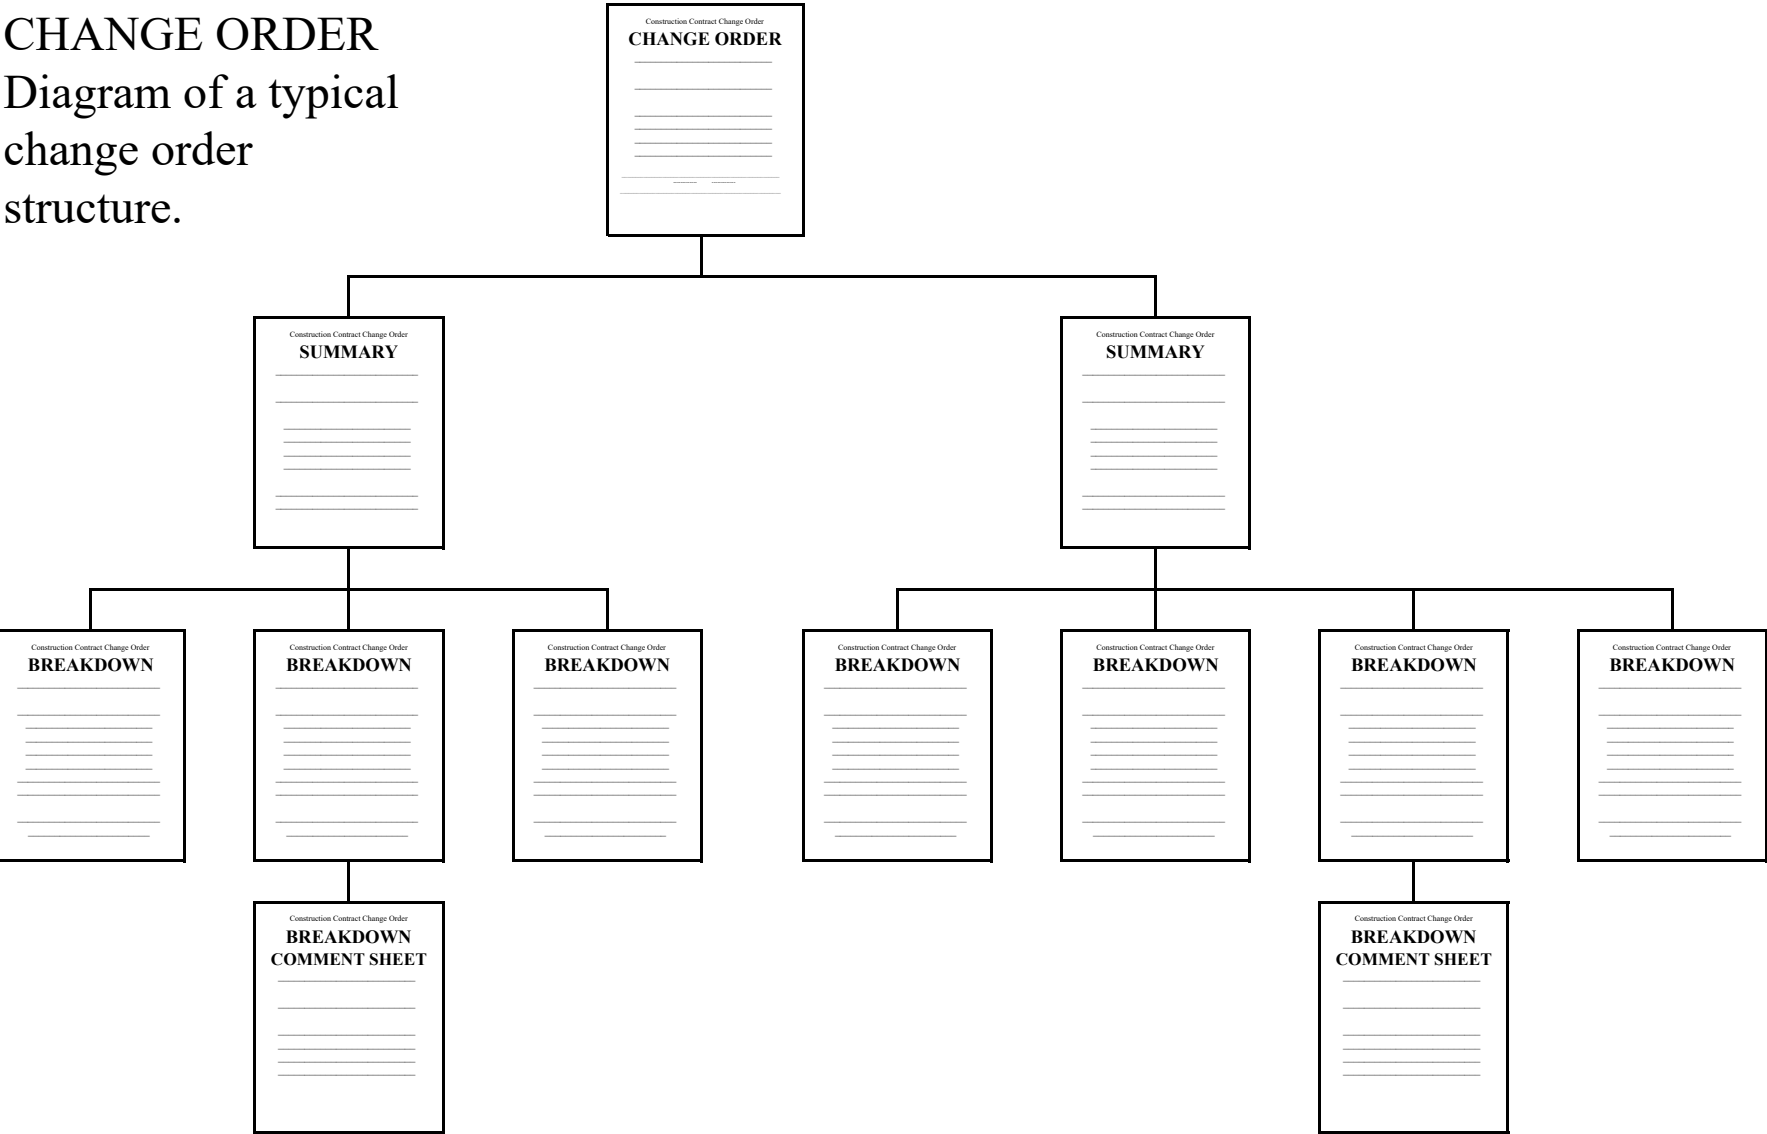 CHANGE ORDER
Diagram of a typical
change order
structure.
Construction Contract Change Order
CHANGE ORDER
Construction Contract Change Order
SUMMARY
Construction Contract Change Order
SUMMARY
Construction Contract Change Order
BREAKDOWN
Construction Contract Change Order
BREAKDOWN
Construction Contract Change Order
BREAKDOWN
Construction Contract Change Order
BREAKDOWN
Construction Contract Change Order
BREAKDOWN
Construction Contract Change Order
BREAKDOWN
Construction Contract Change Order
BREAKDOWN
Construction Contract Change Order
BREAKDOWN
COMMENT SHEET
Construction Contract Change Order
BREAKDOWN
COMMENT SHEET